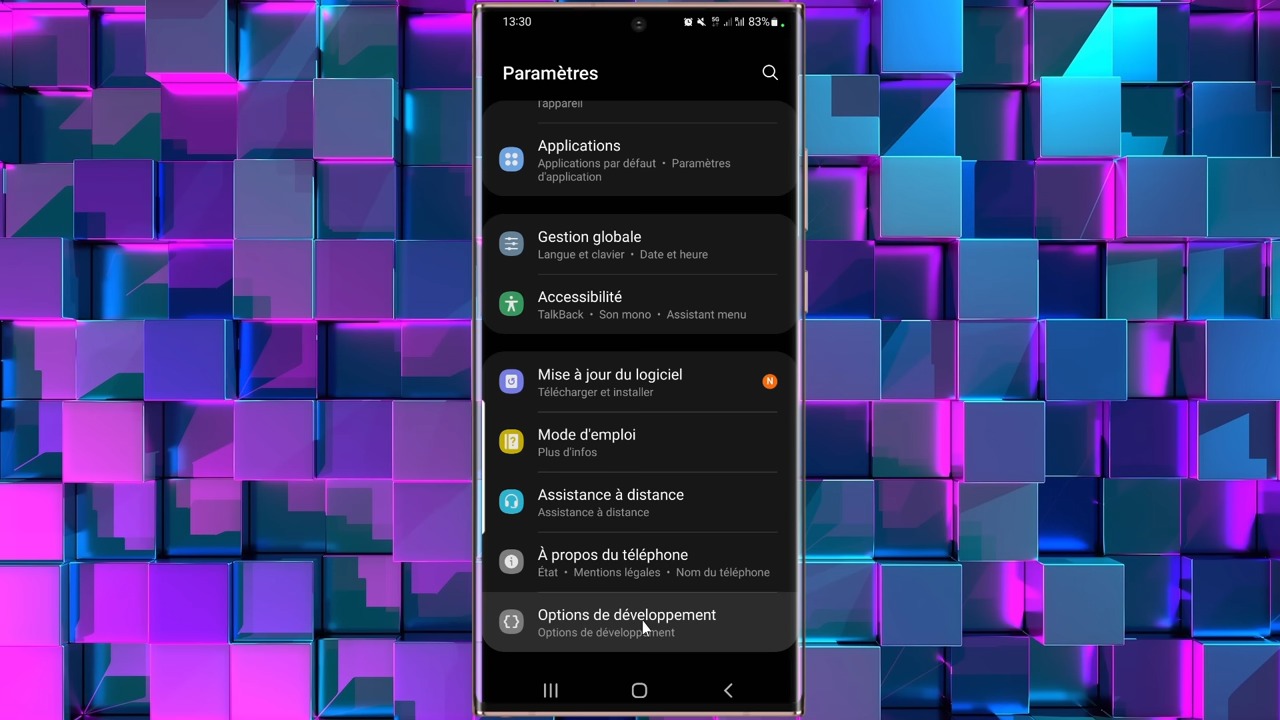 13:30
83%
Paramètres
l'appareil
Applications
Applications par défaut • Paramètres
d'application
Gestion globale
Langue et clavier • Date et heure
Accessibilité
TalkBack • Son mono • Assistant menu
Mise à jour du logiciel
N
Télécharger et installer
Mode d'emploi
Plus d'infos
Assistance à distance
Assistance à distance
À propos du téléphone
État • Mentions légales • Nom du téléphone
Options de développement
Options de développement